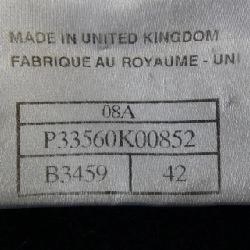 MADE IN UNITED KINGDOM
FABRIQUE AU ROYAUME - UNI
08A
P33560K00852
B3459 42